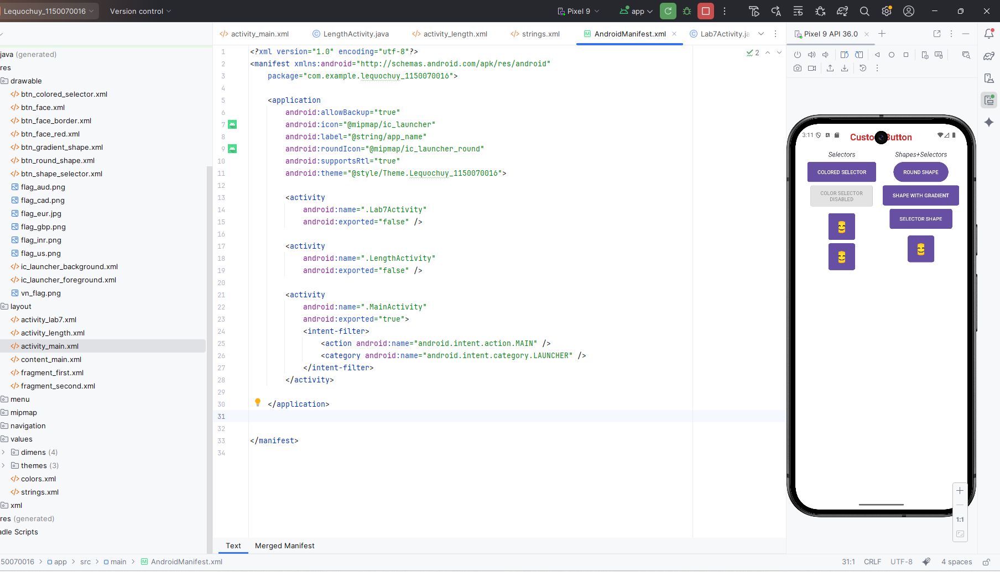 Lequochuy_1150070016
Version control
Pixel 9
app
activity_main.xml
LengthActivity.java
activity_length.xml
strings.xml
AndroidManifest.xml
Lab7Activity.ja
Pixel 9 API 36.0
java (generated)
res
drawable
btn_colored_selector.xml
btn_face.xml
btn_face_border.xml
btn_face_red.xml
btn_gradient_shape.xml
btn_round_shape.xml
btn_shape_selector.xml
flag_aud.png
flag_cad.png
flag_eur.jpg
flag_gbp.png
flag_inr.png
flag_us.png
ic_launcher_background.xml
ic_launcher_foreground.xml
vn_flag.png
layout
activity_lab7.xml
activity_length.xml
activity_main.xml
content_main.xml
fragment_first.xml
fragment_second.xml
menu
mipmap
navigation
values
dimens (4)
themes (3)
colors.xml
strings.xml
xml
res (generated)
adle Scripts
2
1 <?xml version="1.0" encoding="utf-8"?>
2 <manifest xmlns:android="http://schemas.android.com/apk/res/android"
3 package="com.example.lequochuy_1150070016">
4
5 <application
6 android:allowBackup="true"
7 android:icon="@mipmap/ic_launcher"
8 android:label="@string/app_name"
9 android:roundIcon="@mipmap/ic_launcher_round"
10 android:supportsRtl="true"
11 android:theme="@style/Theme.Lequochuy_1150070016">
12
13 <activity
14 android:name=".Lab7Activity"
15 android:exported="false" />
16
17 <activity
18 android:name=".LengthActivity"
19 android:exported="false" />
20
21 <activity
22 android:name=".MainActivity"
23 android:exported="true">
24 <intent-filter>
25 <action android:name="android.intent.action.MAIN" />
26 <category android:name="android.intent.category.LAUNCHER" />
27 </intent-filter>
28 </activity>
29
30 </application>
31
32
33 </manifest>
34
Text
Merged Manifest
3:11
Custo Button
Selectors
Shapes+Selectors
COLORED SELECTOR
ROUND SHAPE
COLOR SELECTOR
DISABLED
SHAPE WITH GRADIENT
SELECTOR SHAPE
1:1
50070016 > app > src > main > AndroidManifest.xml
31:1
CRLF
UTF-8
4 spaces